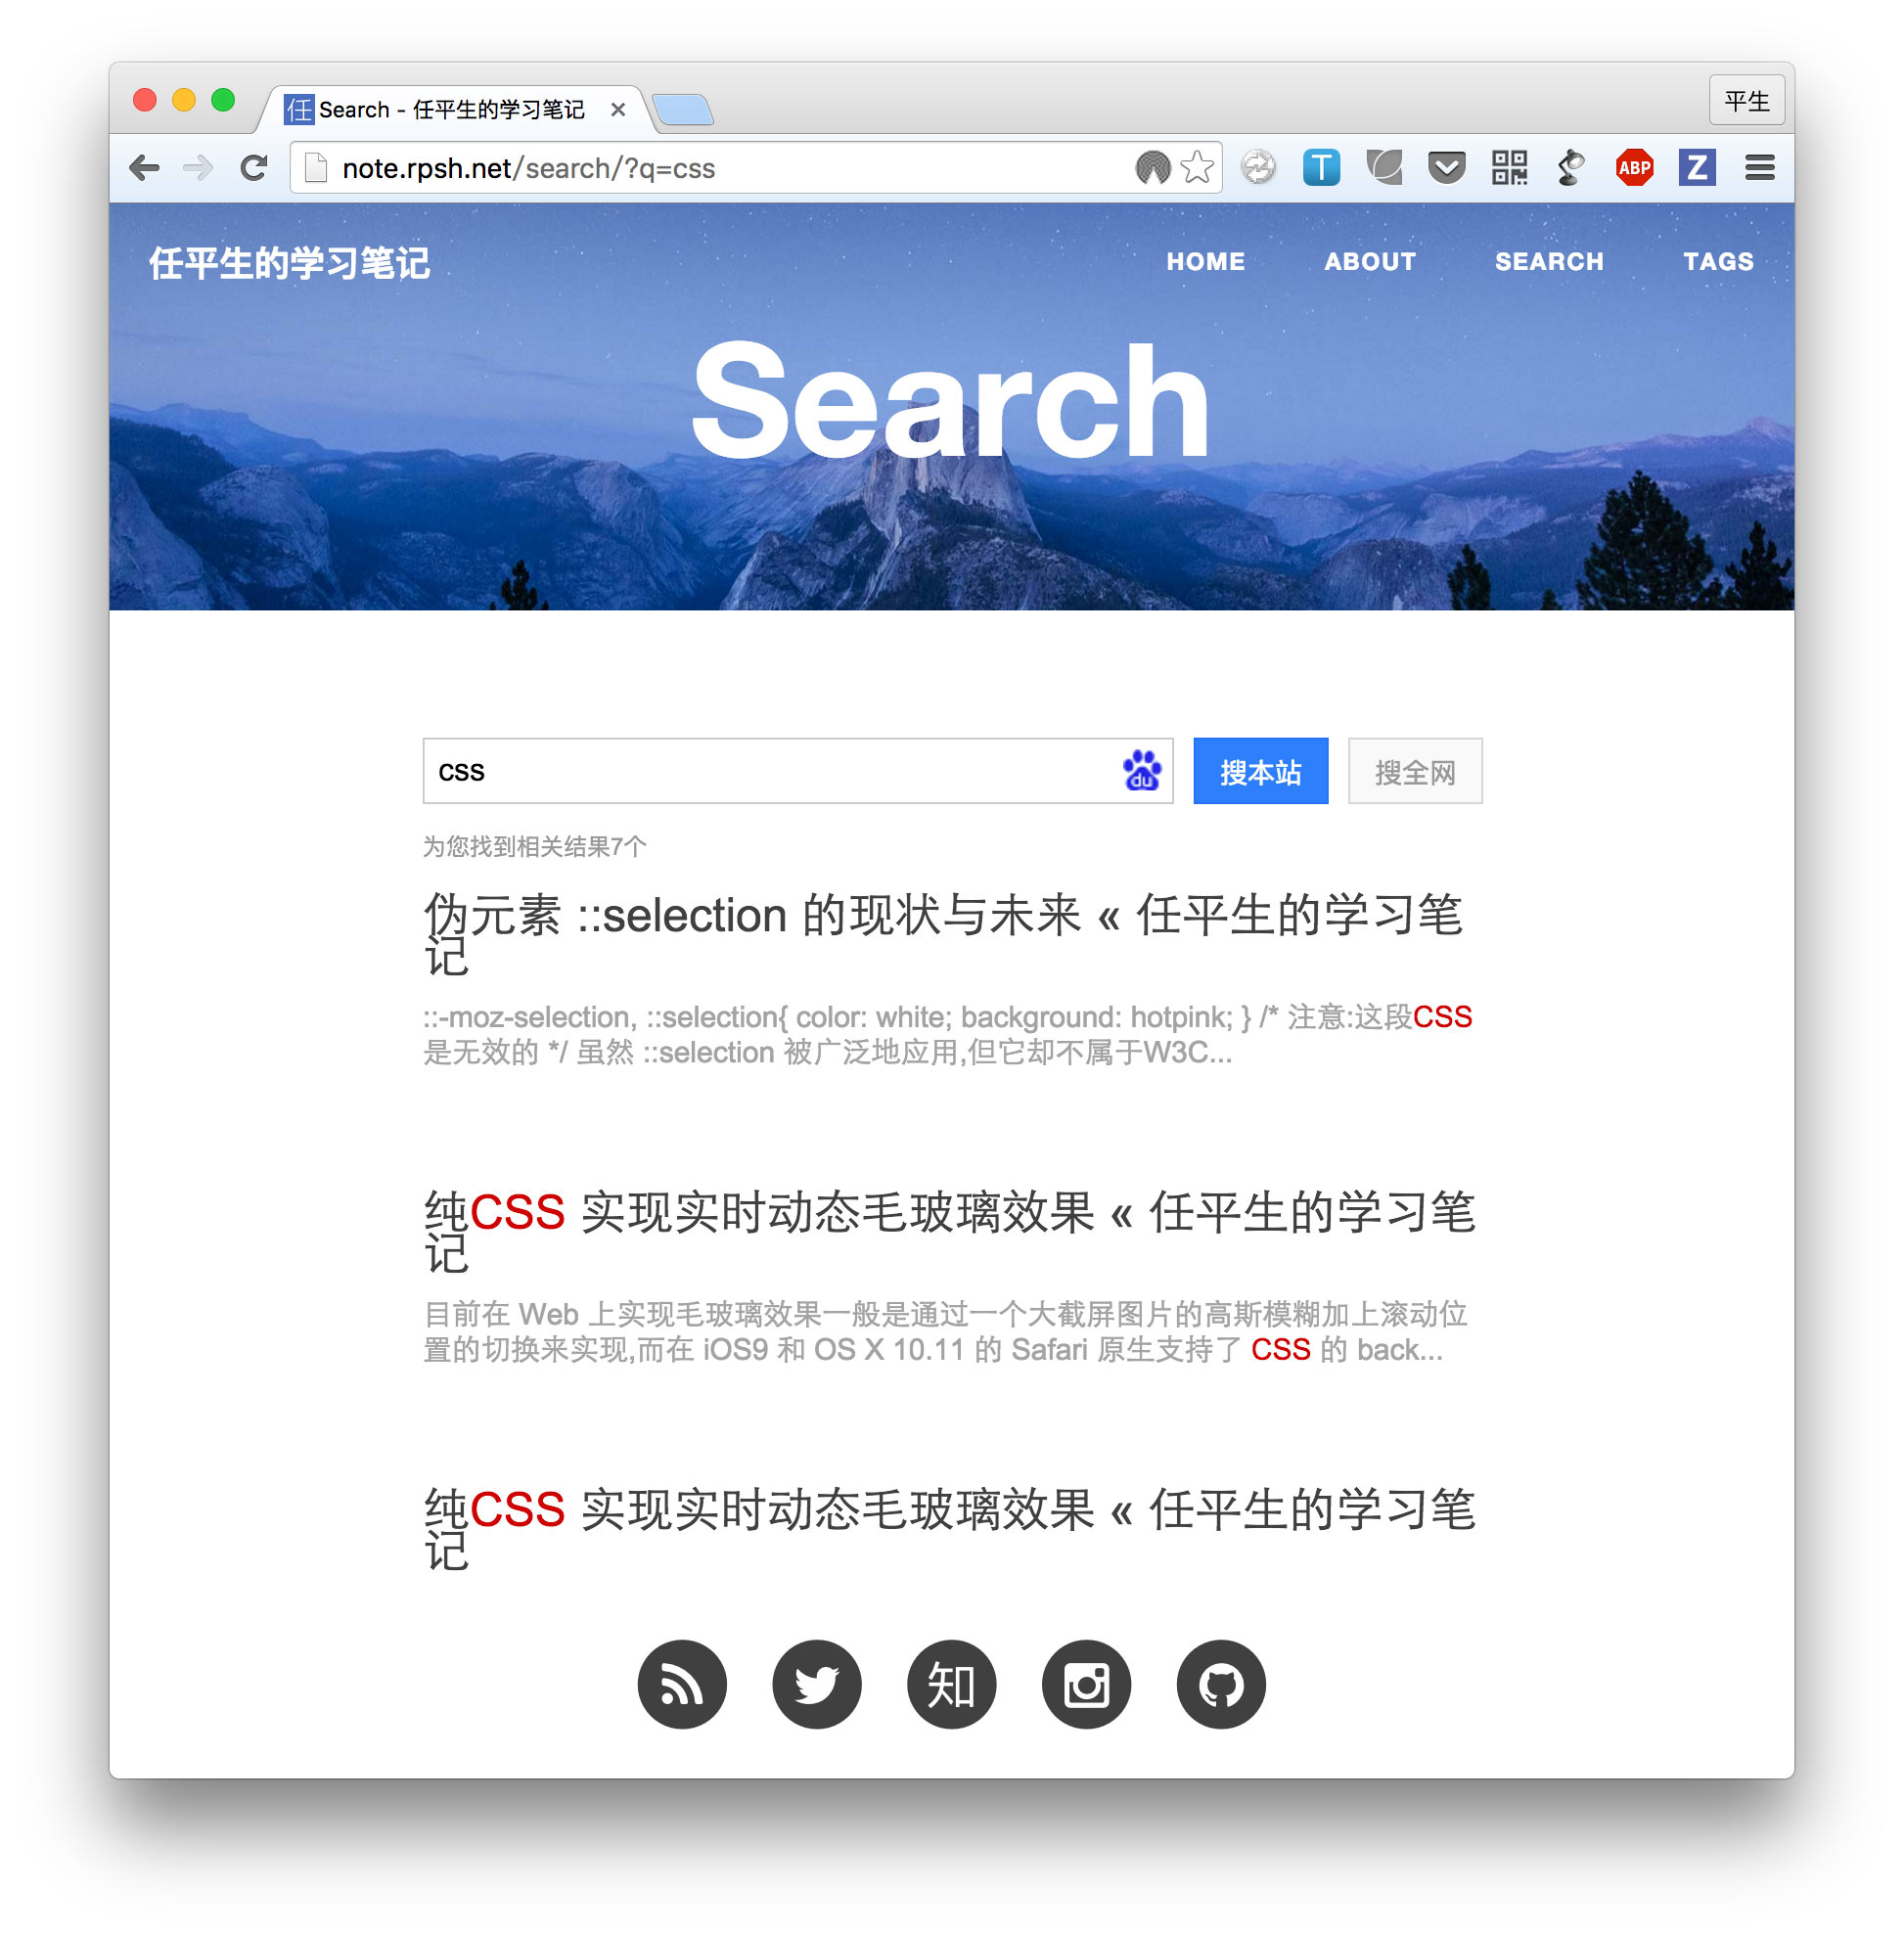 任 Search - 任平生的学习笔记
平生
note.rpsh.net/search/?q=css
T
ABP
Z
任平生的学习笔记 HOME ABOUT SEARCH TAGS
Search
css du 搜本站 搜全网
为您找到相关结果7个
伪元素 ::selection 的现状与未来 « 任平生的学习笔
记
::-moz-selection, ::selection{ color: white; background: hotpink; } /* 注意:这段CSS
是无效的 */ 虽然 ::selection 被广泛地应用,但它却不属于W3C...
纯CSS 实现实时动态毛玻璃效果 « 任平生的学习笔
记
目前在 Web 上实现毛玻璃效果一般是通过一个大截屏图片的高斯模糊加上滚动位
置的切换来实现,而在 iOS9 和 OS X 10.11 的 Safari 原生支持了 CSS 的 back...
纯CSS 实现实时动态毛玻璃效果 « 任平生的学习笔
记
知